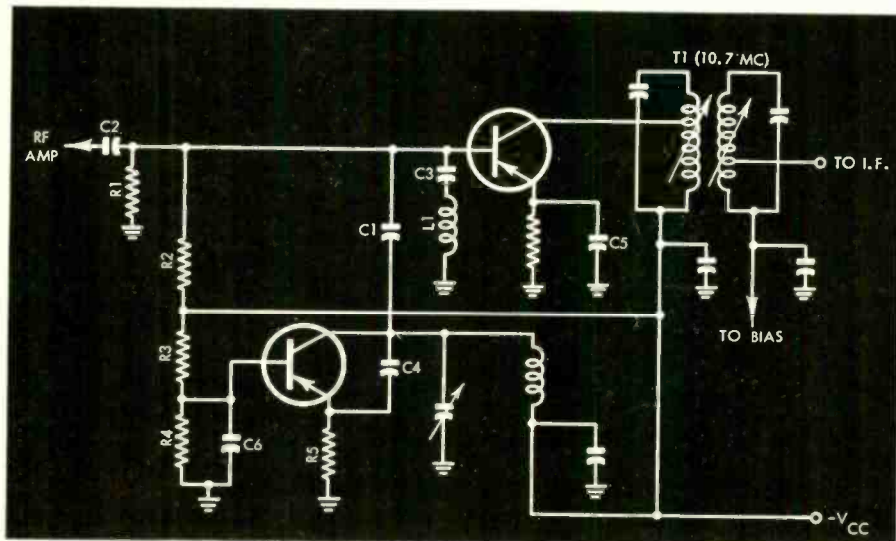 T1 (10.7 MC)
C2
RF
AMP
R1
C3
L1
TO I.F.
C1
C5
R2
TO BIAS
R3
C4
R4
C6
R5
-VCC